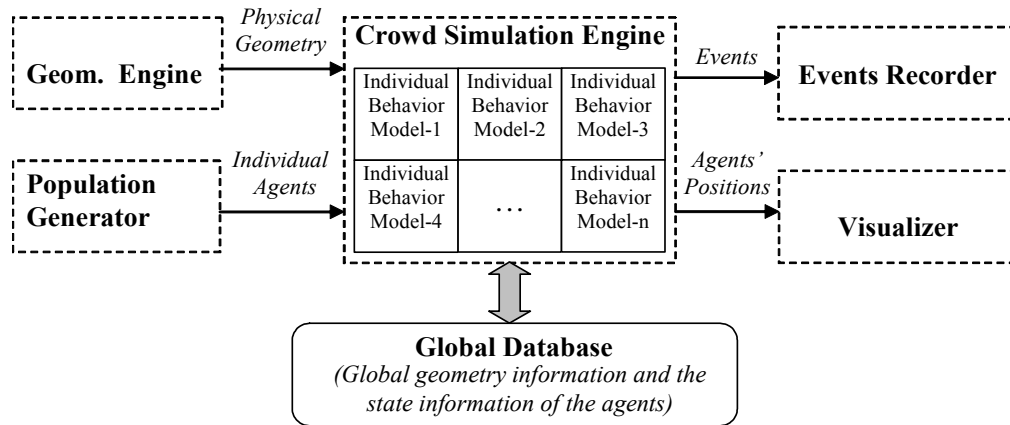 Physical
Geometry
Geom. Engine
Population
Generator
Individual
Agents
Crowd Simulation Engine
Individual
Behavior
Model-1
Individual
Behavior
Model-2
Individual
Behavior
Model-3
Individual
Behavior
Model-4
…
Individual
Behavior
Model-n
Events
Events Recorder
Agents’
Positions
Visualizer
Global Database
(Global geometry information and the
state information of the agents)